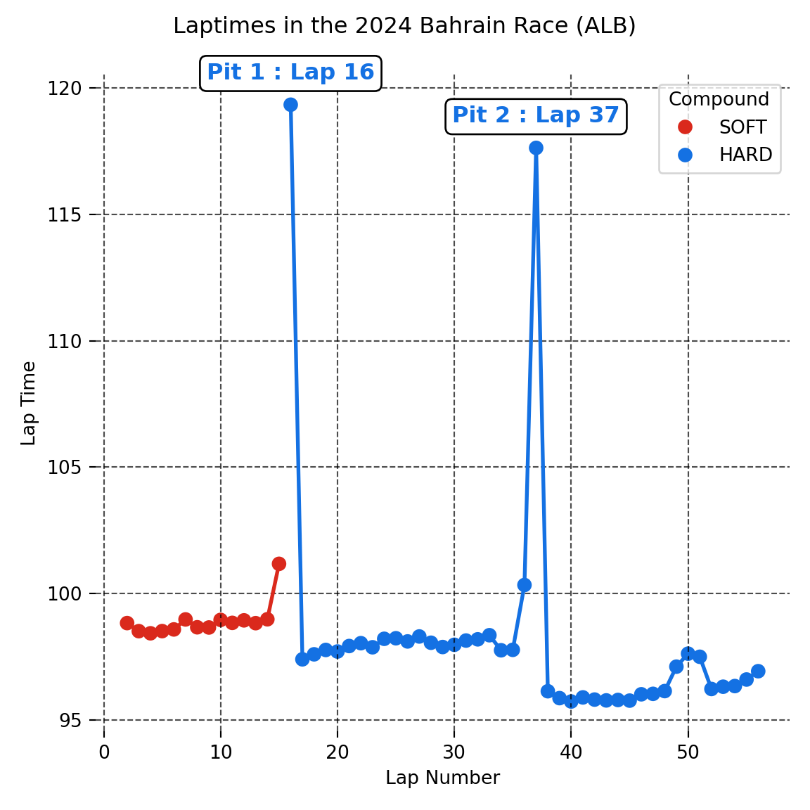 Laptimes in the 2024 Bahrain Race (ALB)
Pit 1 : Lap 16
Pit 2 : Lap 37
Compound
SOFT
HARD
120
115
110
105
100
95
Lap Time
0 10 20 30 40 50
Lap Number